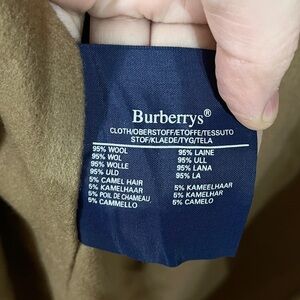 Burberrys®
CLOTH/OBERSTOFF/ETOFFE/TESSUTO
STOF/KLAEDE/TYG/TELA
95% WOOL 95% LAINE
95% WOL 95% ULL
95% WOLLE 95% LANA
95% ULD 95% LA
5% CAMEL HAIR 5% KAMEELHAAR
5% KAMELHAAR 5% KAMELHAR
5% POIL DE CHAMEAU 5% CAMELO
5% CAMMELLO